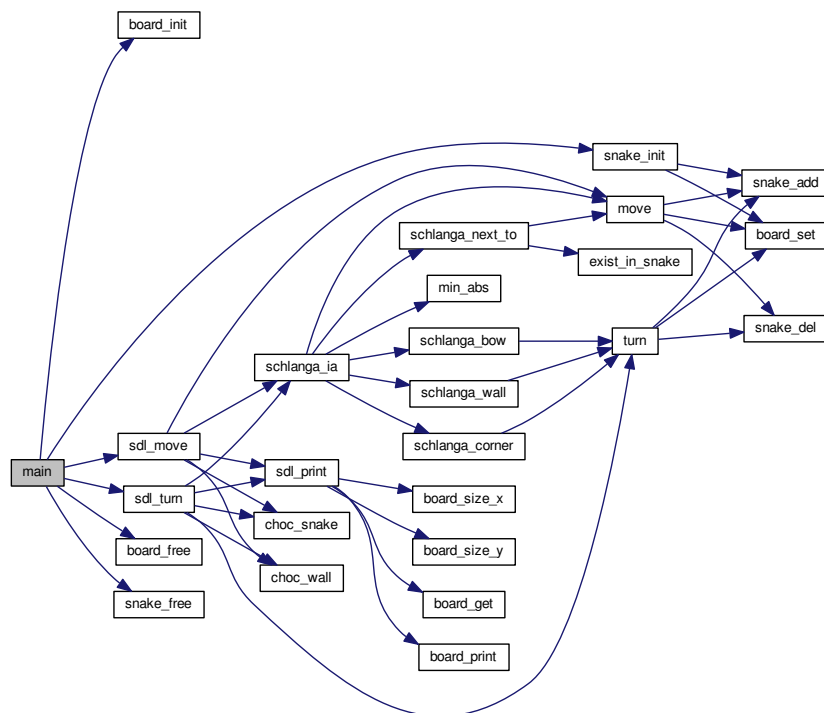 board_init
snake_init
snake_add
move
board_set
schlanga_next_to
exist_in_snake
min_abs
snake_del
schlanga_bow
turn
schlanga_ia
schlanga_wall
schlanga_corner
sdl_move
main
sdl_print
sdl_turn
board_size_x
choc_snake
board_free
board_size_y
choc_wall
snake_free
board_get
board_print